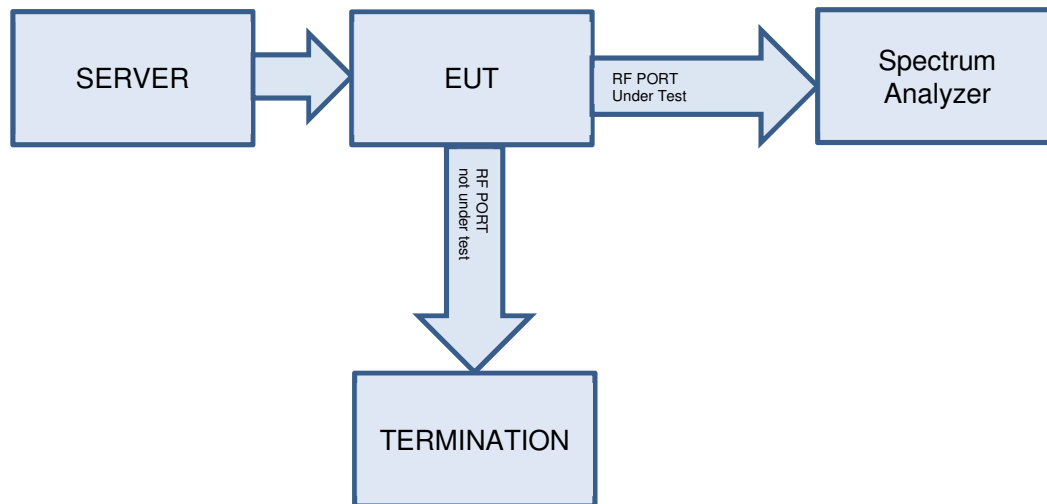 SERVER
EUT
RF PORT
Under Test
Spectrum
Analyzer
RF PORT
not under test
TERMINATION